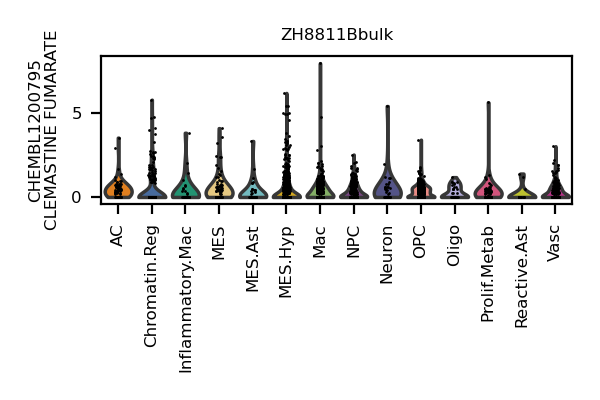 ZH8811Bbulk
CHEMBL1200795
CLEMASTINE FUMARATE
5
0
AC
Chromatin.Reg
Inflammatory.Mac
MES
MES.Ast
MES.Hyp
Mac
NPC
Neuron
OPC
Oligo
Prolif.Metab
Reactive.Ast
Vasc